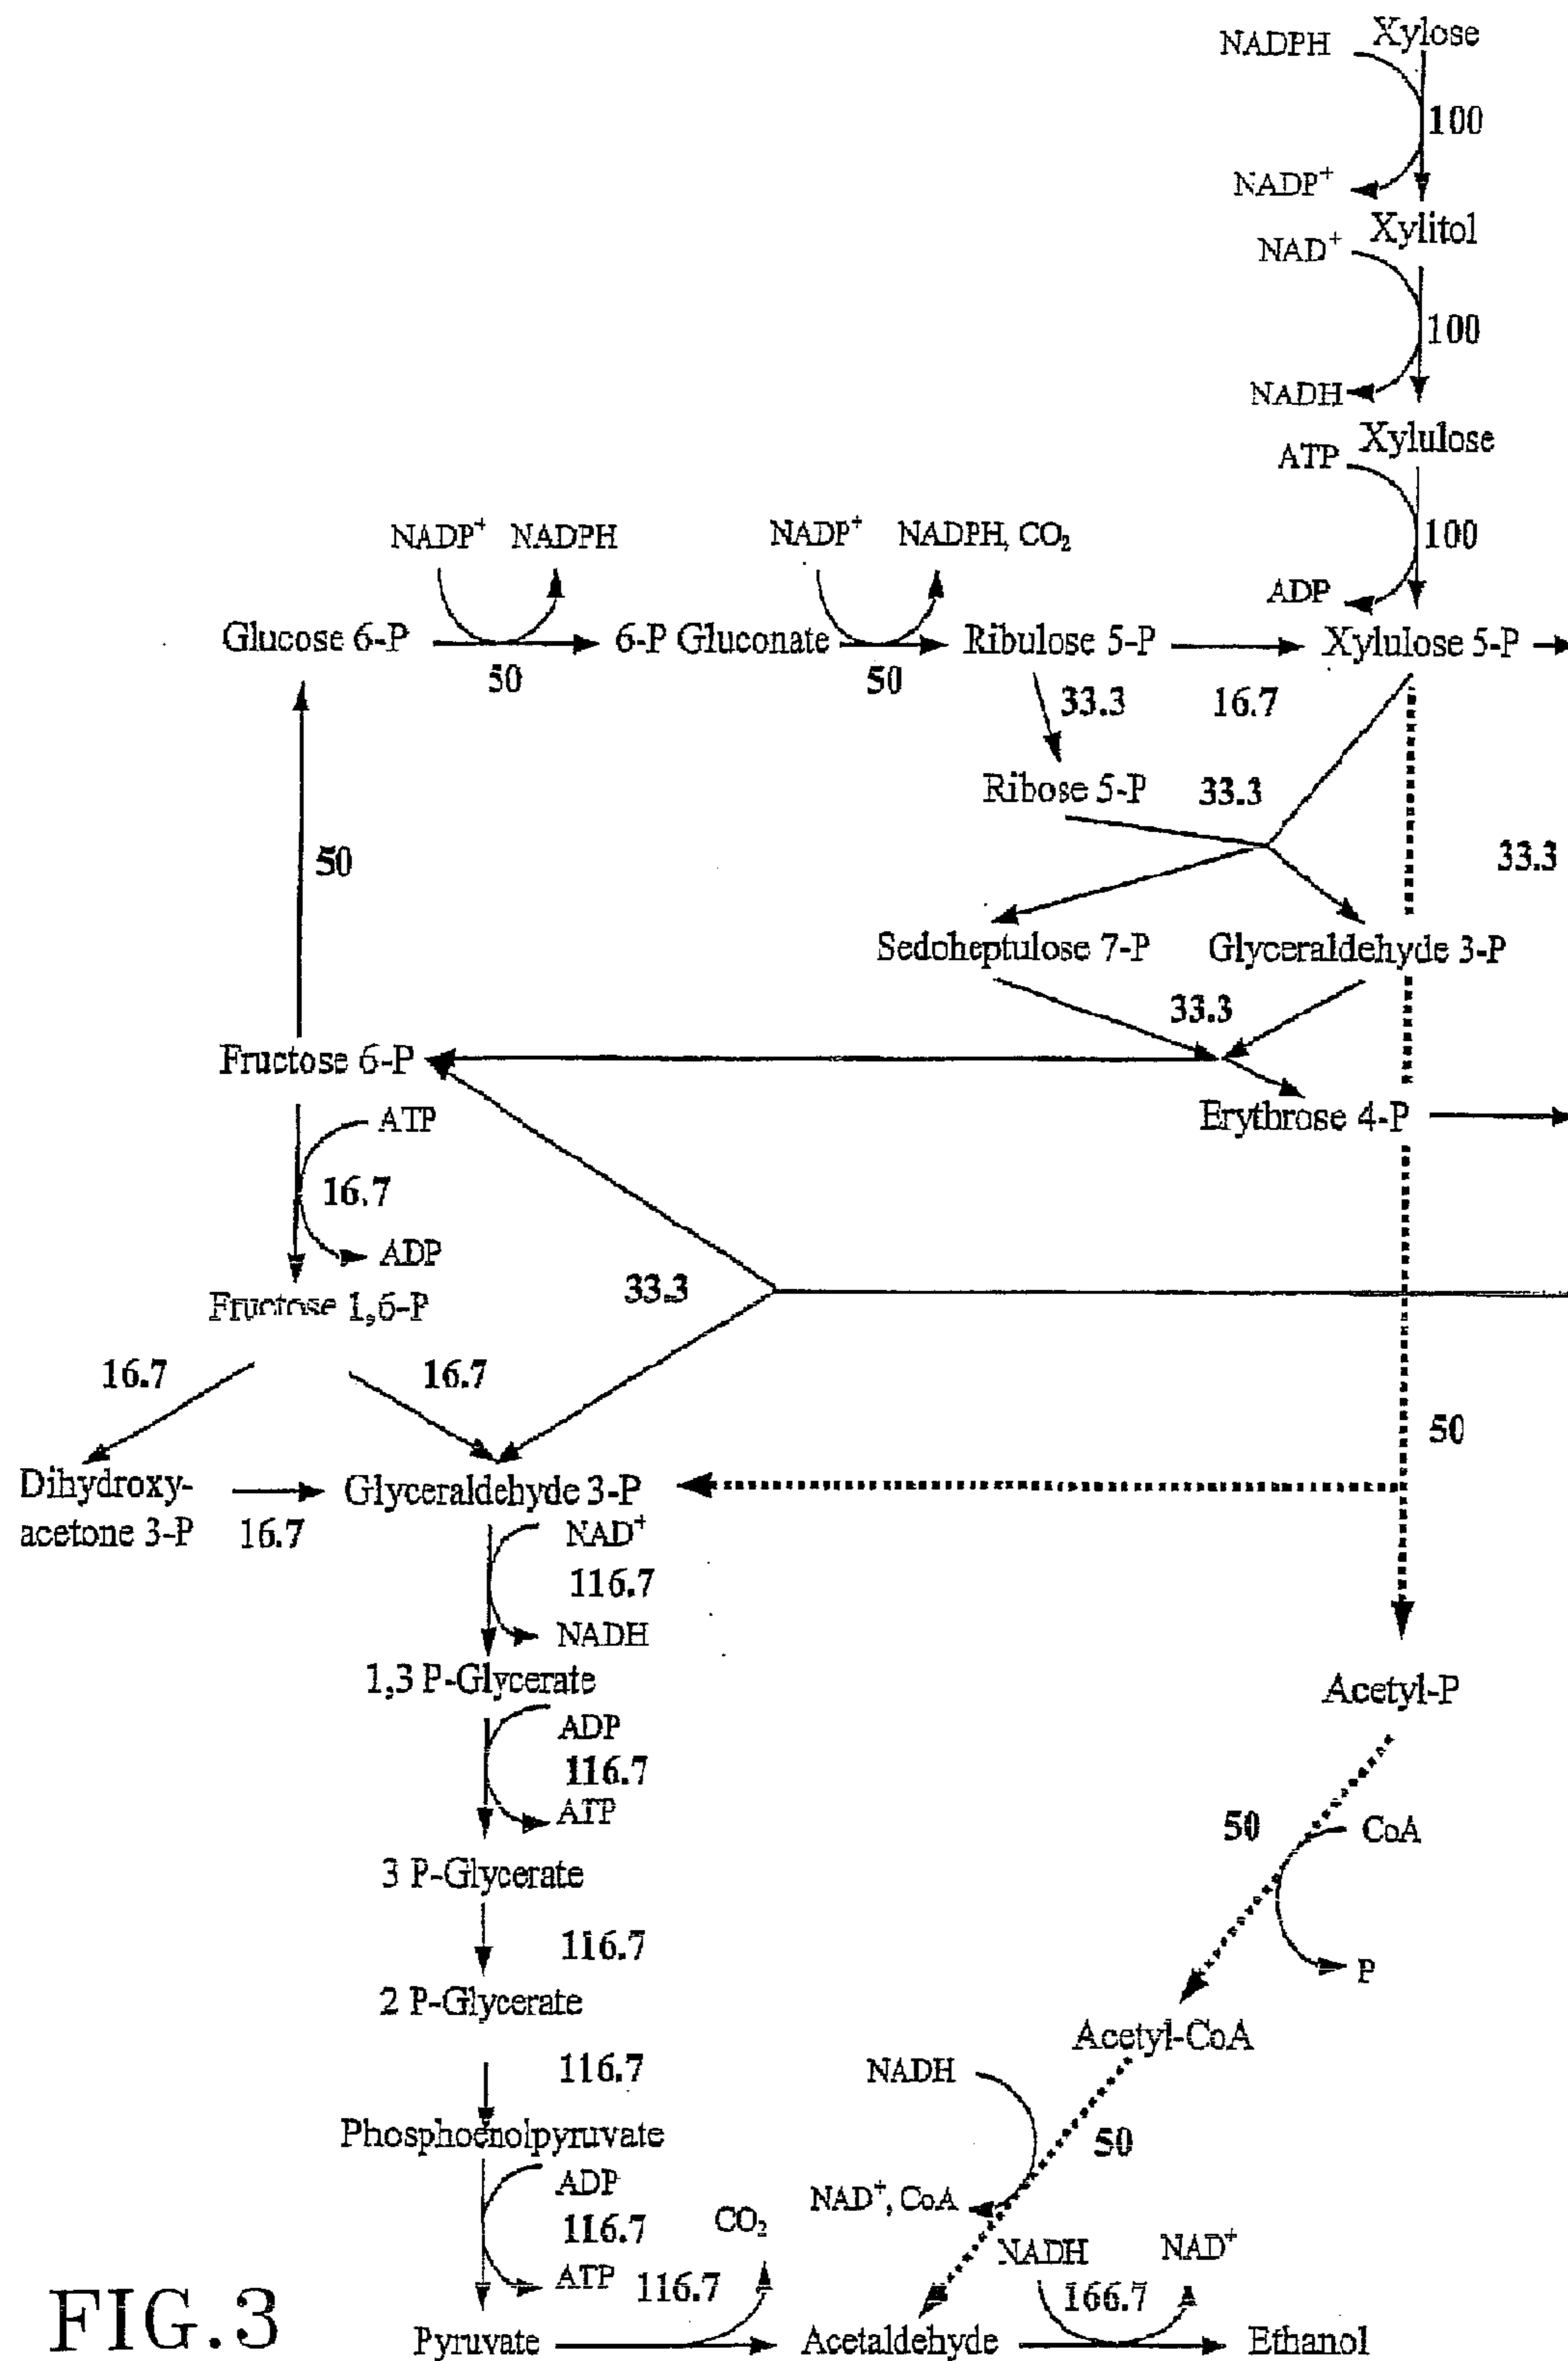 Xylose
NADPH
100
NADP+
Xylitol
NAD+
100
NADH
Xylulose
ATP
100
ADP
NADP+ NADPH NADP+ NADPH, CO2
Glucose 6-P 6-P Gluconate Ribulose 5-P Xylulose 5-P
50 50
33.3 16.7
Ribose 5-P 33.3
50 33.3
Sedoheptulose 7-P Glyceraldehyde 3-P
33.3
Fructose 6-P
Erythrose 4-P
ATP
16.7
ADP
33.3
Fructose 1,6-P
16.7 16.7
50
Dihydroxy-
acetone 3-P
16.7
Glyceraldehyde 3-P
NAD+
116.7
NADH
1,3 P-Glycerate
Acetyl-P
ADP
116.7
ATP
50 CoA
3 P-Glycerate
116.7
P
2 P-Glycerate
Acetyl-CoA
116.7
NADH
Phosphoenolpyruvate
50
ADP
NAD+, CoA
116.7
CO2
NADH NAD+
ATP
116.7
166.7
FIG.3
Pyruvate Acetaldehyde Ethanol